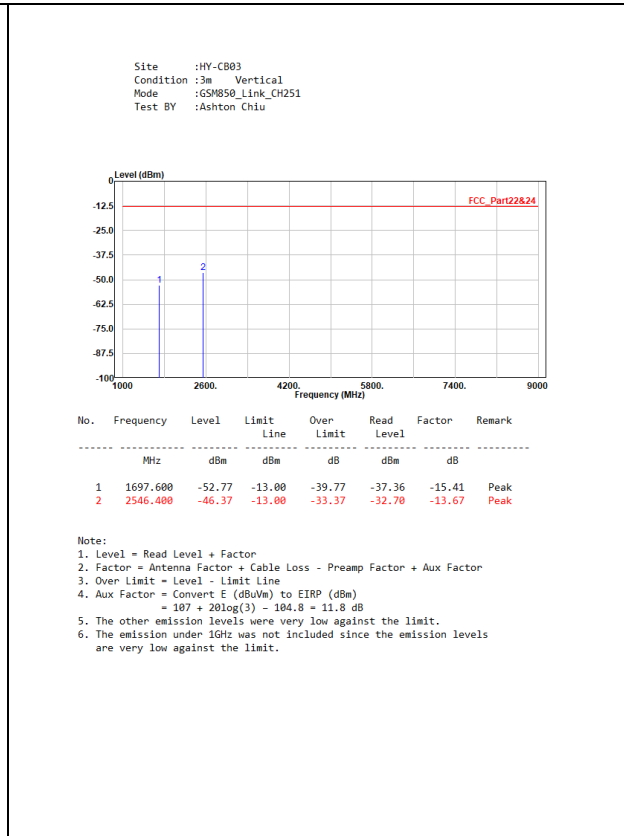 Site :HY-CB03
Condition :3m Vertical
Mode :GSM850_Link_CH251
Test BY :Ashton Chiu
Level (dBm)
0
FCC_Part22&24
-12.5
-25.0
-37.5
2
-50.0
1
-62.5
-75.0
-87.5
-100
1000 2600. 4200. 5800. 7400. 9000
Frequency (MHz)
No. Frequency Level Limit Over Read Factor Remark
Line Limit Level
------ ----------- -------- -------- -------- -------- -------- ---------
MHz dBm dBm dB dBm dB
1 1697.600 -52.77 -13.00 -39.77 -37.36 -15.41 Peak
2 2546.400 -46.37 -13.00 -33.37 -32.70 -13.67 Peak
Note:
1. Level = Read Level + Factor
2. Factor = Antenna Factor + Cable Loss - Preamp Factor + Aux Factor
3. Over Limit = Level - Limit Line
4. Aux Factor = Convert E (dBuVm) to EIRP (dBm)
= 107 + 20log(3) – 104.8 = 11.8 dB
5. The other emission levels were very low against the limit.
6. The emission under 1GHz was not included since the emission levels
are very low against the limit.